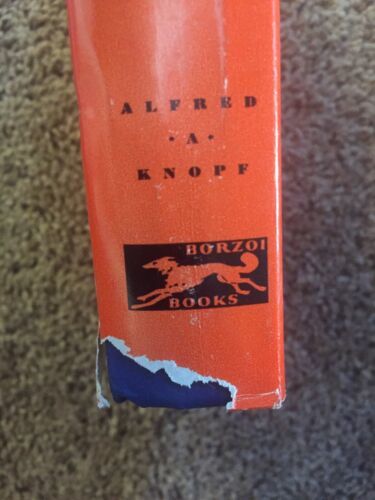 ALFRED
· A ·
KNOPF
BORZOI
BOOKS